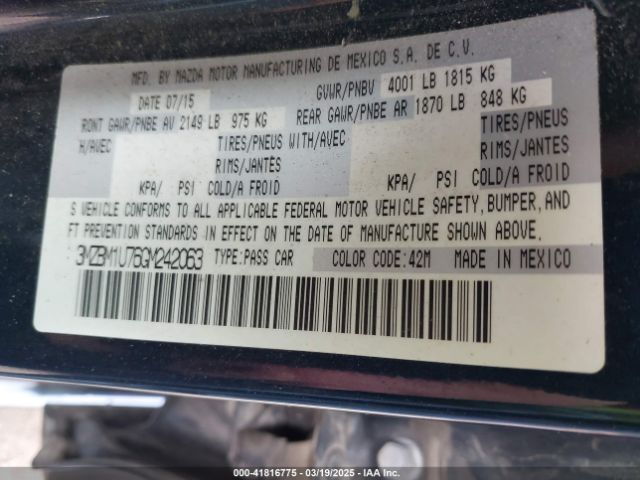 MFD. BY MAZDA MOTOR MANUFACTURING DE MEXICO S.A. DE C.V.
DATE 07/15 GVWR/PNBV 4001 LB 1815 KG
RONT GAWR/PNBE AV 2149 LB 975 KG REAR GAWR/PNBE AR 1870 LB 848 KG
H/AVEC TIRES/PNEUS WITH/AVEC TIRES/PNEUS
RIMS/JANTES RIMS/JANTES
KPA/ PSI COLD/A FROID KPA/ PSI COLD/A FROID
S VEHICLE CONFORMS TO ALL APPLICABLE FEDERAL MOTOR VEHICLE SAFETY, BUMPER, AND
FT PREVENTION STANDARDS IN EFFECT ON THE DATE OF MANUFACTURE SHOWN ABOVE.
3MZBM1U76GM242063 TYPE:PASS CAR COLOR CODE:42M MADE IN MEXICO
000-41816775 - 03/19/2025 - IAA Inc.